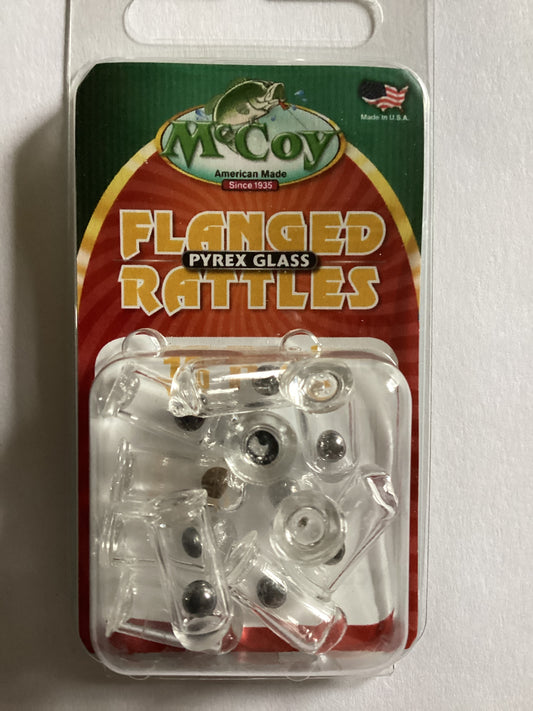 McCoy
American Made
Since 1935
Made In U.S.A.
FLANGED
PYREX GLASS
RATTLES